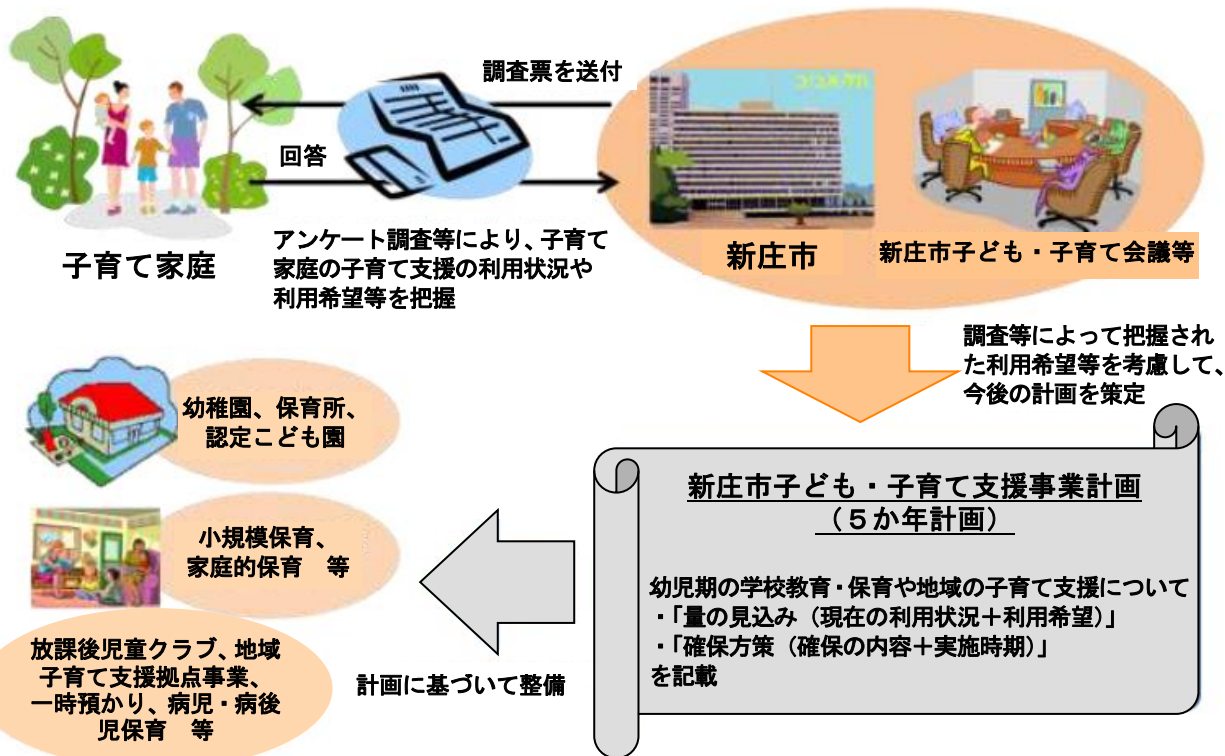 調査票を送付
回答
アンケート調査等により、子育て
家庭の子育て支援の利用状況や
利用希望等を把握
子育て家庭
新庄市
新庄市子ども・子育て会議等
調査等によって把握され
た利用希望等を考慮して、
今後の計画を策定
新庄市子ども・子育て支援事業計画
（５か年計画）
幼児期の学校教育・保育や地域の子育て支援について
・「量の見込み（現在の利用状況＋利用希望）」
・「確保方策（確保の内容＋実施時期）」
を記載
計画に基づいて整備
幼稚園、保育所、
認定こども園
小規模保育、
家庭的保育　等
放課後児童クラブ、地域
子育て支援拠点事業、
一時預かり、病児・病後
児保育　等